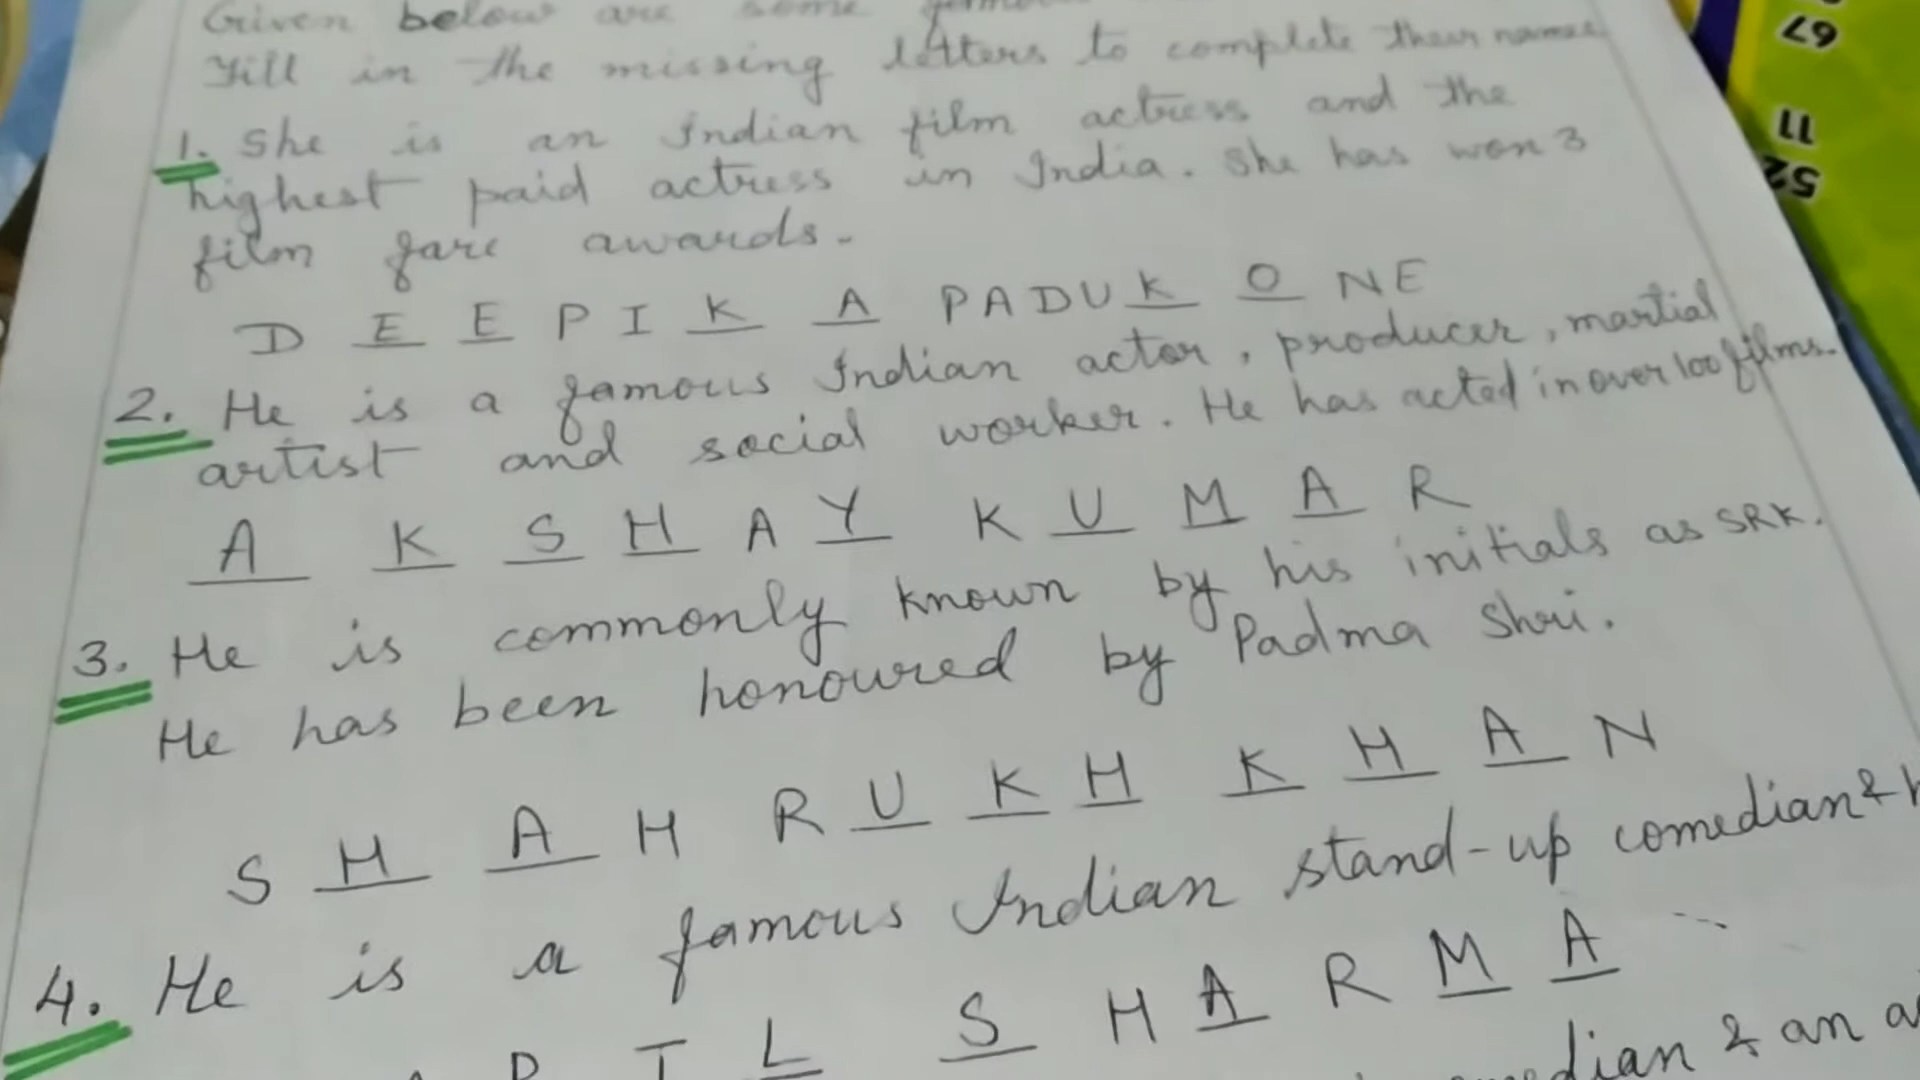 Given below are some
Fill in the missing letters to complete their names
1. She is an Indian film actress and the
highest paid actress in India. She has won 3
film fare awards.
D E E P I K A PADUK O NE
2. He is a famous Indian actor, producer, martial
artist and social worker. He has acted in over 100 films.
A K S H A Y K U M A R
3. He is commonly known by his initials as SRK.
He has been honoured by Padma Shri.
S H A H R U K H K H A N
4. He is a famous Indian stand-up comedian &
P I L S H A R M A
& an
67
11
52